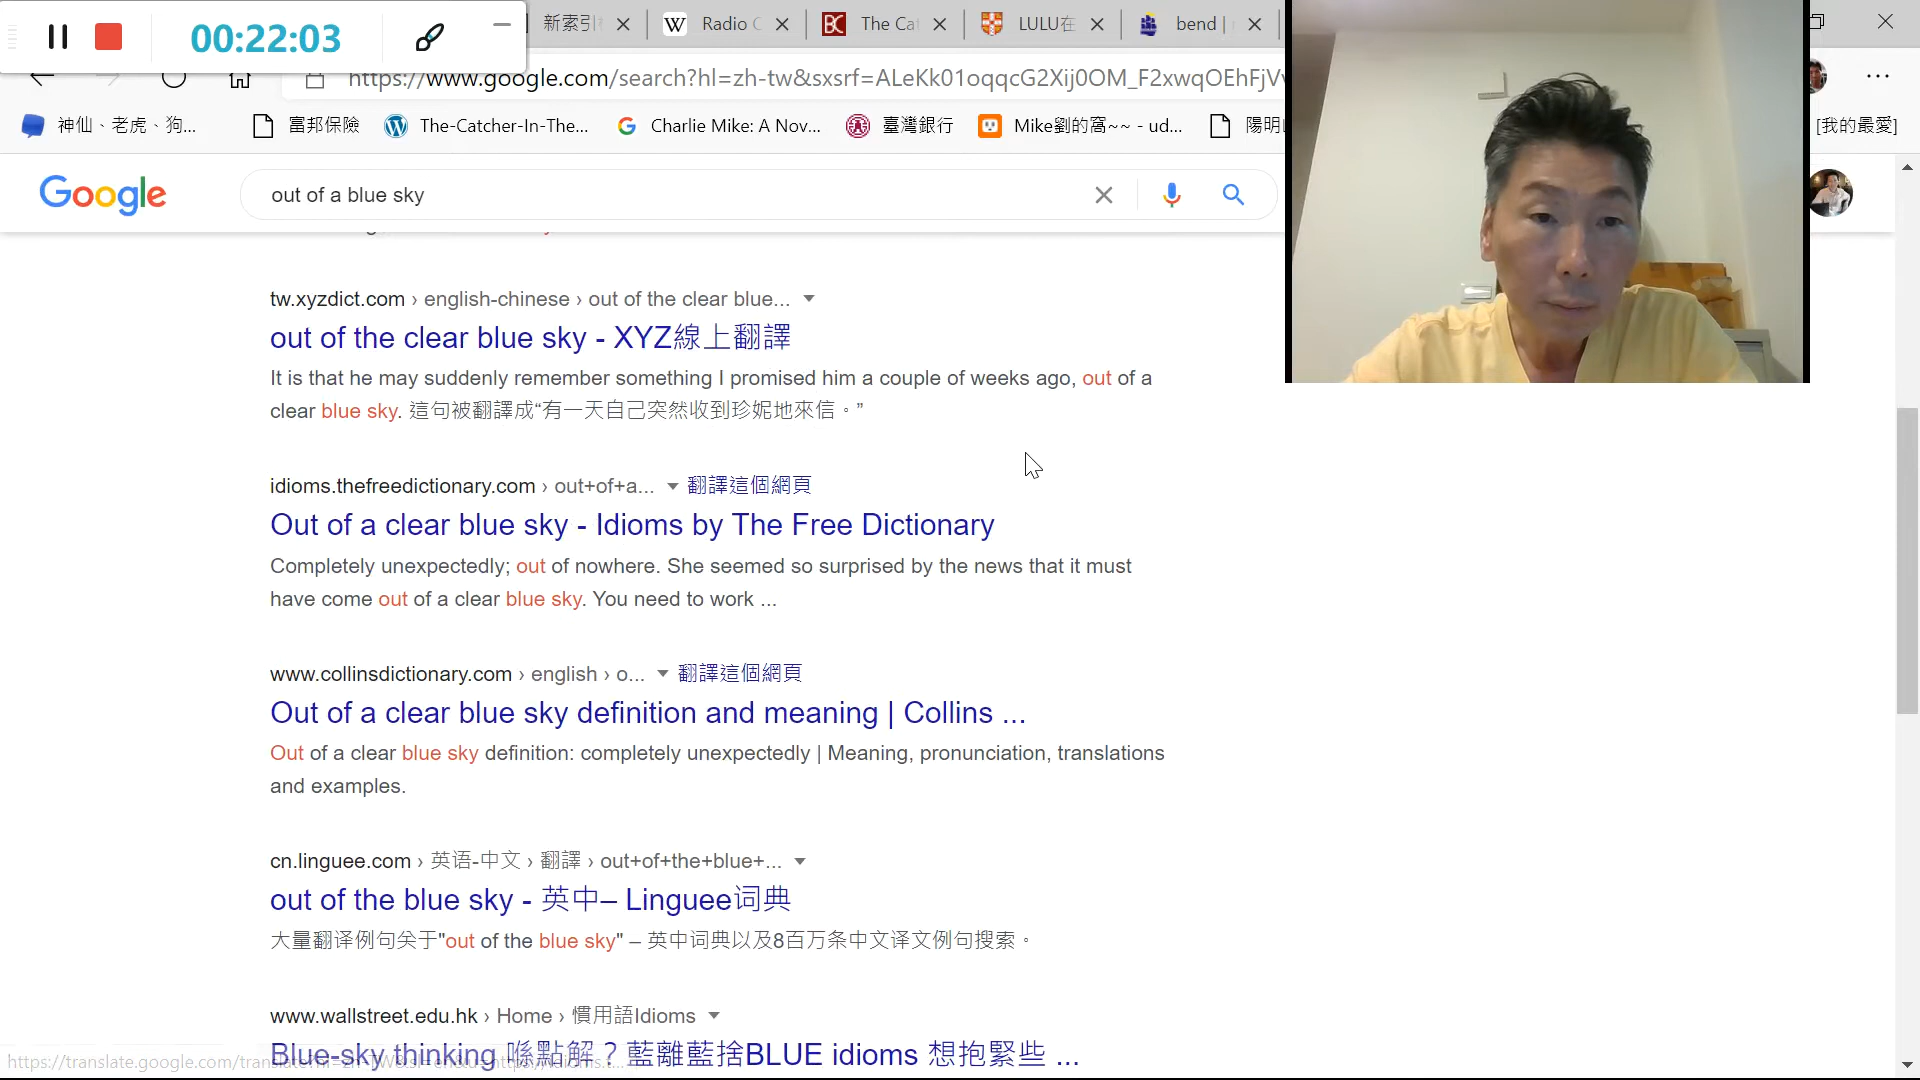 00:22:03
新索引
Radio C
The Cat
LULU在
bend |
https://www.google.com/search?hl=zh-tw&sxsrf=ALeKk01oqqcG2Xij0OM_F2xwqOEhFjV
神仙、老虎、狗...
富邦保險
The-Catcher-In-The...
Charlie Mike: A Nov...
臺灣銀行
Mike劉的窩~~ - ud...
陽明
[我的最愛]
Google
out of a blue sky
tw.xyzdict.com › english-chinese › out of the clear blue...
out of the clear blue sky - XYZ線上翻譯
It is that he may suddenly remember something I promised him a couple of weeks ago, out of a
clear blue sky. 這句被翻譯成“有一天自己突然收到珍妮地來信。”
idioms.thefreedictionary.com › out+of+a... 翻譯這個網頁
Out of a clear blue sky - Idioms by The Free Dictionary
Completely unexpectedly; out of nowhere. She seemed so surprised by the news that it must
have come out of a clear blue sky. You need to work ...
www.collinsdictionary.com › english › o... 翻譯這個網頁
Out of a clear blue sky definition and meaning | Collins ...
Out of a clear blue sky definition: completely unexpectedly | Meaning, pronunciation, translations
and examples.
cn.linguee.com › 英语-中文 › 翻譯 › out+of+the+blue+...
out of the blue sky - 英中– Linguee词典
大量翻译例句关于"out of the blue sky" – 英中词典以及8百万条中文译文例句搜索。
www.wallstreet.edu.hk › Home › 慣用語Idioms
Blue-sky thinking 喺點解？藍離藍捨BLUE idioms 想抱緊些 ...